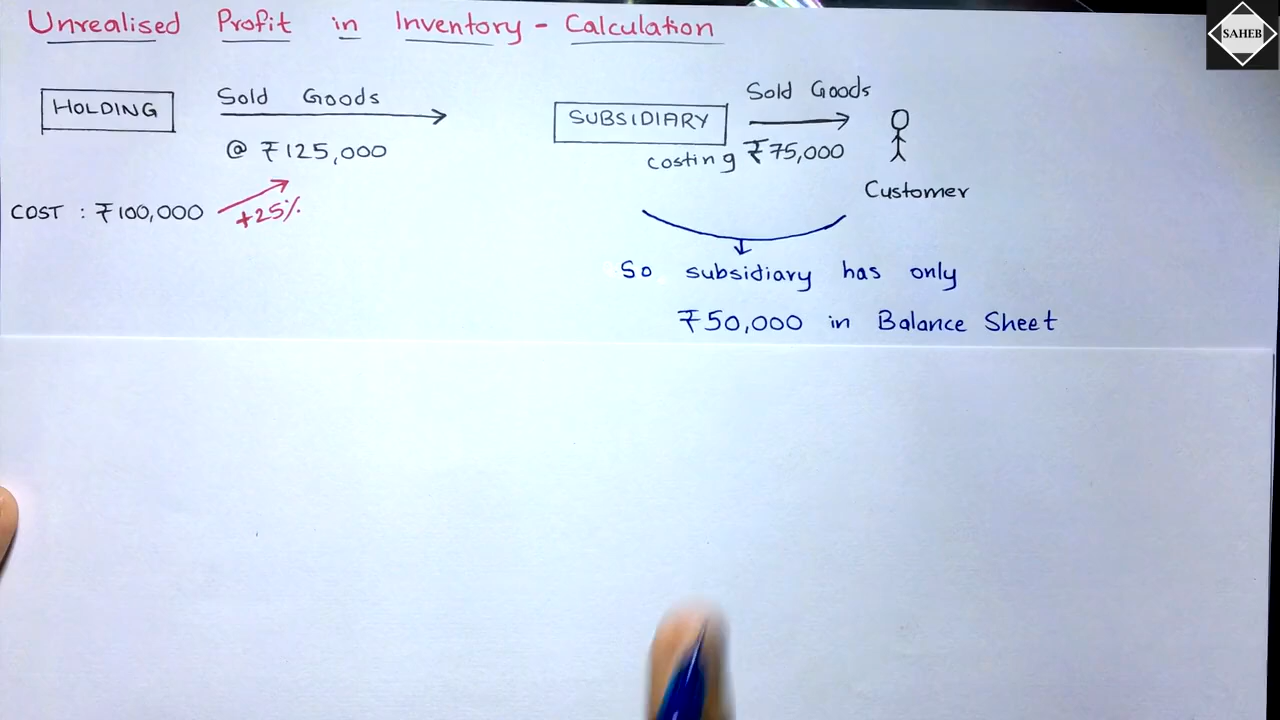 Unrealised Profit in Inventory - Calculation
SAHEB
HOLDING
Sold Goods
@ ₹125,000
COST : ₹100,000
+25%
SUBSIDIARY
Sold Goods
costing ₹75,000
Customer
So subsidiary has only
₹50,000 in Balance Sheet